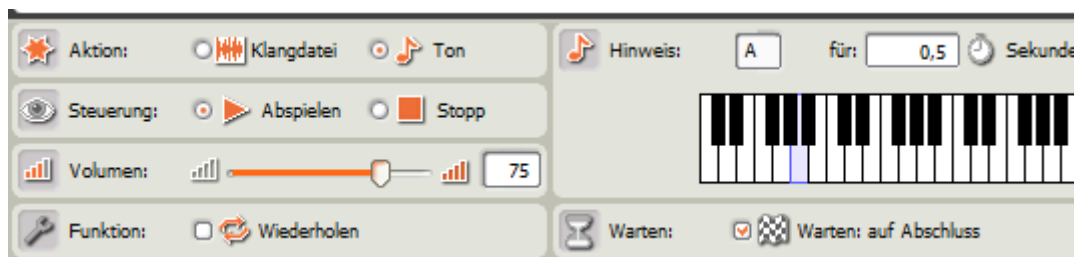 Aktion: Klangdatei Ton
Steuerung: Abspielen Stopp
Volumen: 75
Funktion: Wiederholen
Hinweis: A für: 0,5 Sekunde
Warten: Warten: auf Abschluss